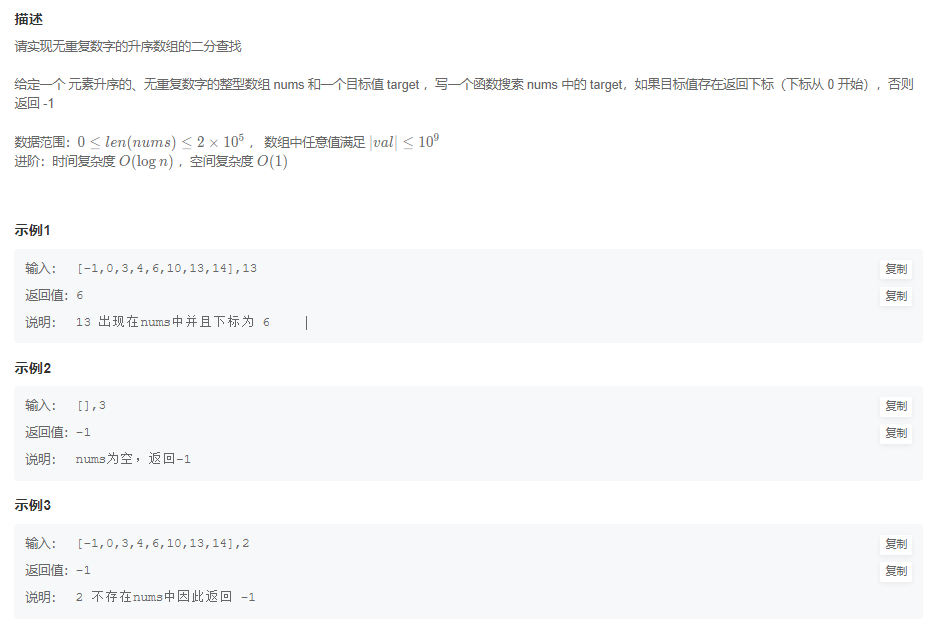 描述
请实现无重复数字的升序数组的二分查找
给定一个 元素升序的、无重复数字的整型数组 nums 和一个目标值 target ，写一个函数搜索 nums 中的 target，如果目标值存在返回下标（下标从 0 开始），否则
返回 -1
数据范围：0 ≤ len(nums) ≤ 2 × 10^5 ， 数组中任意值满足 |val| ≤ 10^9
进阶：时间复杂度 O(log n) ，空间复杂度 O(1)
示例1
输入： [-1,0,3,4,6,10,13,14],13 复制
返回值：6 复制
说明： 13 出现在nums中并且下标为 6
示例2
输入： [],3 复制
返回值：-1 复制
说明： nums为空，返回-1
示例3
输入： [-1,0,3,4,6,10,13,14],2 复制
返回值：-1 复制
说明： 2 不存在nums中因此返回 -1